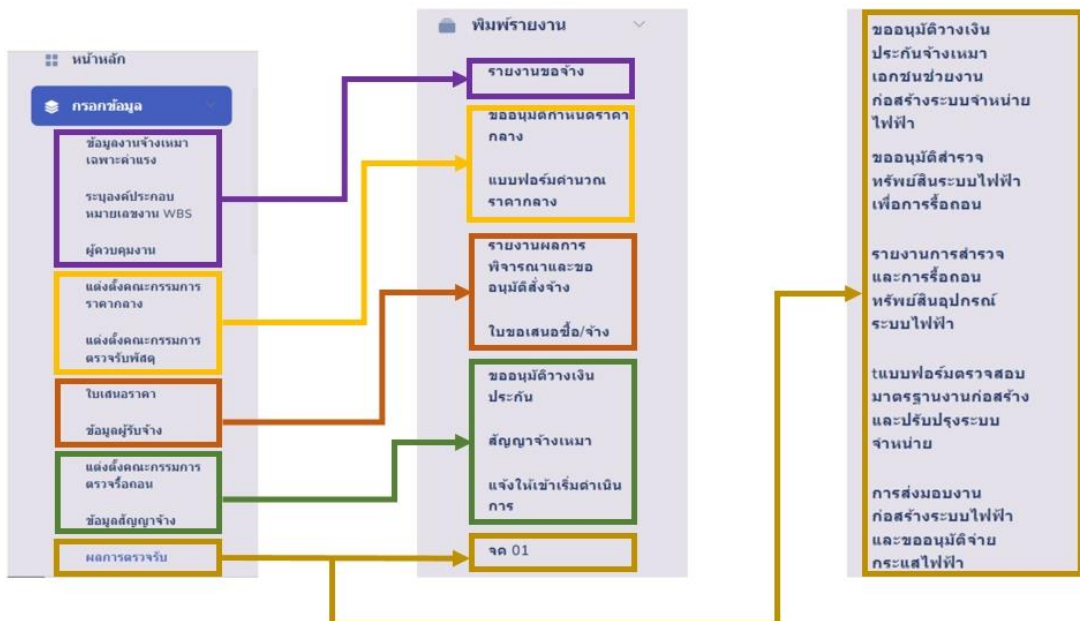 หน้าหลัก
กรอกข้อมูล
ข้อมูลงานจ้างเหมา
เฉพาะค่าแรง
ระบุองค์ประกอบ
หมายเลขงาน WBS
ผู้ควบคุมงาน
แต่งตั้งคณะกรรมการ
ราคากลาง
แต่งตั้งคณะกรรมการ
ตรวจรับพัสดุ
ใบเสนอราคา
ข้อมูลผู้รับจ้าง
แต่งตั้งคณะกรรมการ
ตรวจรื้อถอน
ข้อมูลสัญญาจ้าง
ผลการตรวจรับ
พิมพ์รายงาน
รายงานขอจ้าง
ขออนุมัติกำหนดราคา
กลาง
แบบฟอร์มคำนวณ
ราคากลาง
รายงานผลการ
พิจารณาและขอ
อนุมัติสั่งจ้าง
ใบขอเสนอซื้อ/จ้าง
ขออนุมัติวางเงิน
ประกัน
สัญญาจ้างเหมา
แจ้งให้เข้าเริ่มดำเนิน
การ
จด 01
ขออนุมัติวางเงิน
ประกันจ้างเหมา
เอกชนช่วยงาน
ก่อสร้างระบบจำหน่าย
ไฟฟ้า
ขออนุมัติสำรวจ
ทรัพย์สินระบบไฟฟ้า
เพื่อการรื้อถอน
รายงานการสำรวจ
และการรื้อถอน
ทรัพย์สินอุปกรณ์
ระบบไฟฟ้า
tแบบฟอร์มตรวจสอบ
มาตรฐานงานก่อสร้าง
และปรับปรุงระบบ
จำหน่าย
การส่งมอบงาน
ก่อสร้างระบบไฟฟ้า
และขออนุมัติจ่าย
กระแสไฟฟ้า